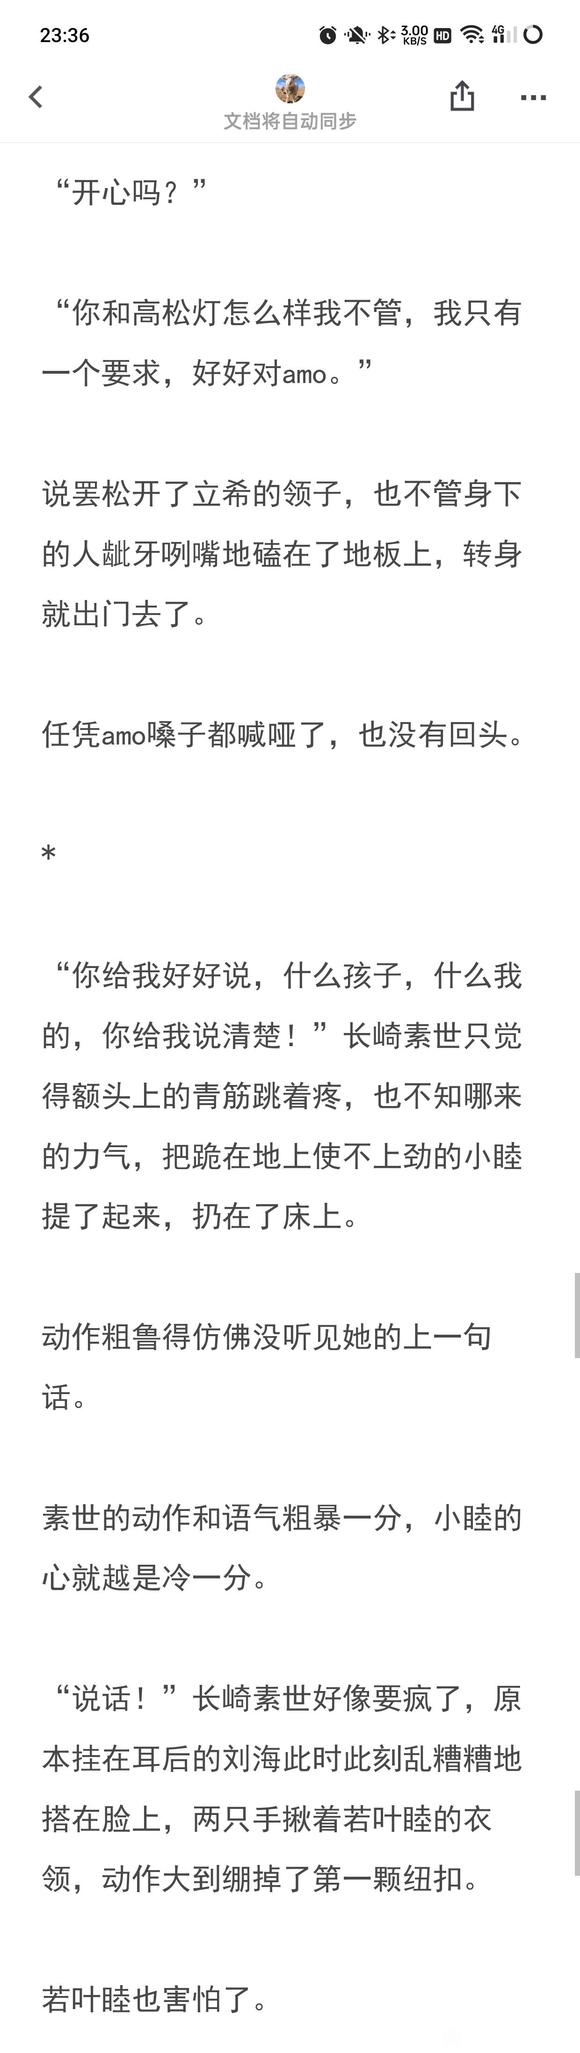 23:36
3.00
KB/S
HD
4G
文档将自动同步
“开心吗？”
“你和高松灯怎么样我不管，我只有
一个要求，好好对amo。”
说罢松开了立希的领子，也不管身下
的人龇牙咧嘴地磕在了地板上，转身
就出门去了。
任凭amo嗓子都喊哑了，也没有回头。
*
“你给我好好说，什么孩子，什么我
的，你给我说清楚！”长崎素世只觉
得额头上的青筋跳着疼，也不知哪来
的力气，把跪在地上使不上劲的小睦
提了起来，扔在了床上。
动作粗鲁得仿佛没听见她的上一句
话。
素世的动作和语气粗暴一分，小睦的
心就越是冷一分。
“说话！”长崎素世好像要疯了，原
本挂在耳后的刘海此时此刻乱糟糟地
搭在脸上，两只手揪着若叶睦的衣
领，动作大到绷掉了第一颗纽扣。
若叶睦也害怕了。